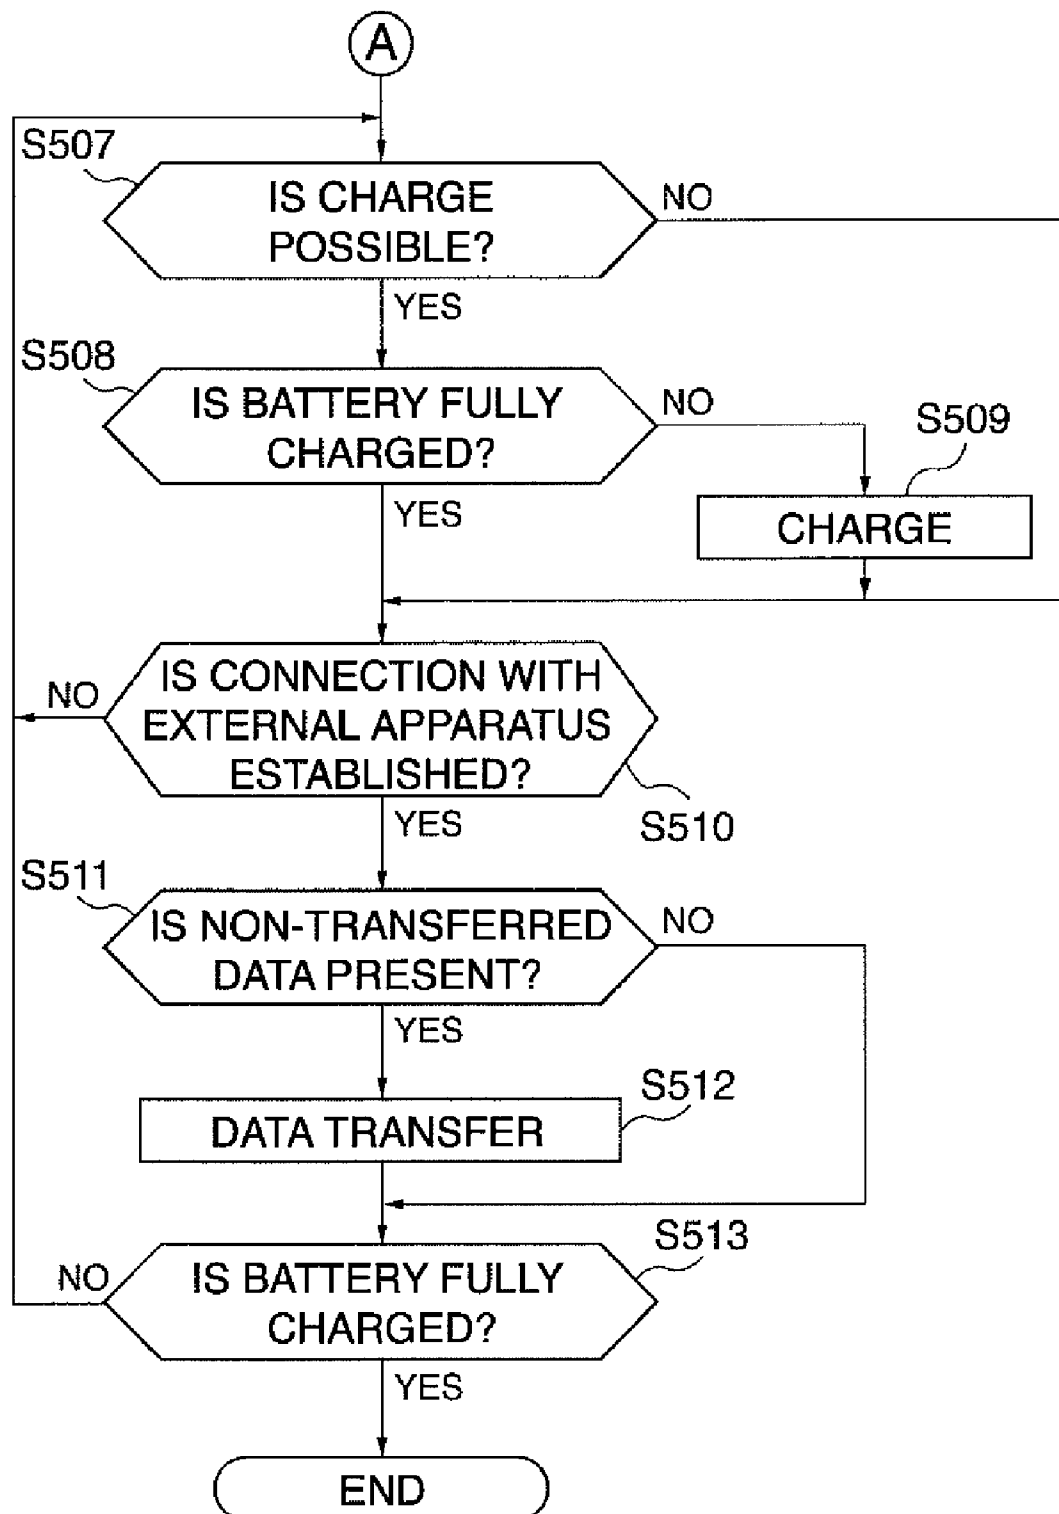 A
S507
IS CHARGE
POSSIBLE?
NO
YES
S508
IS BATTERY FULLY
CHARGED?
NO
YES
S509
CHARGE
IS CONNECTION WITH
EXTERNAL APPARATUS
ESTABLISHED?
NO
YES
S510
S511
IS NON-TRANSFERRED
DATA PRESENT?
NO
YES
S512
DATA TRANSFER
S513
IS BATTERY FULLY
CHARGED?
NO
YES
END